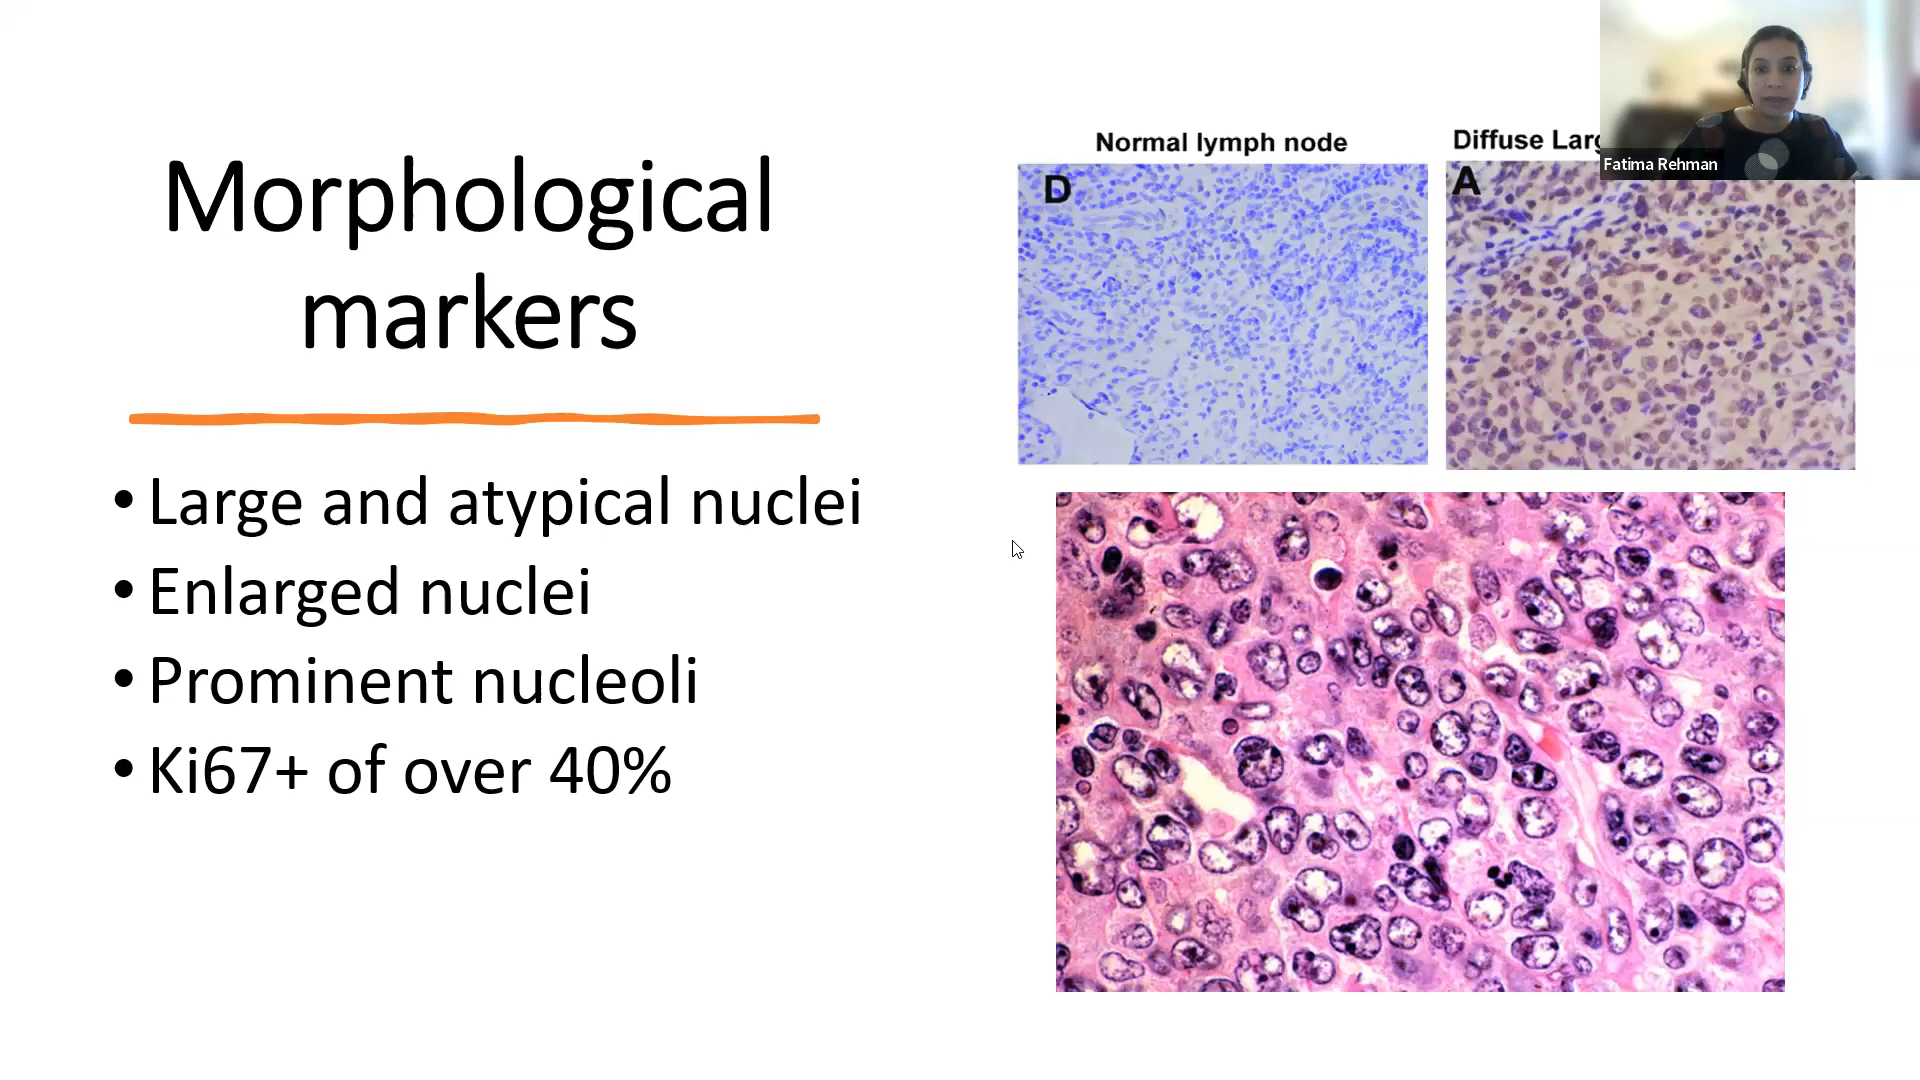 Morphological
markers
• Large and atypical nuclei
• Enlarged nuclei
• Prominent nucleoli
• Ki67+ of over 40%
Normal lymph node
D
Diffuse
A
Fatima Rehman